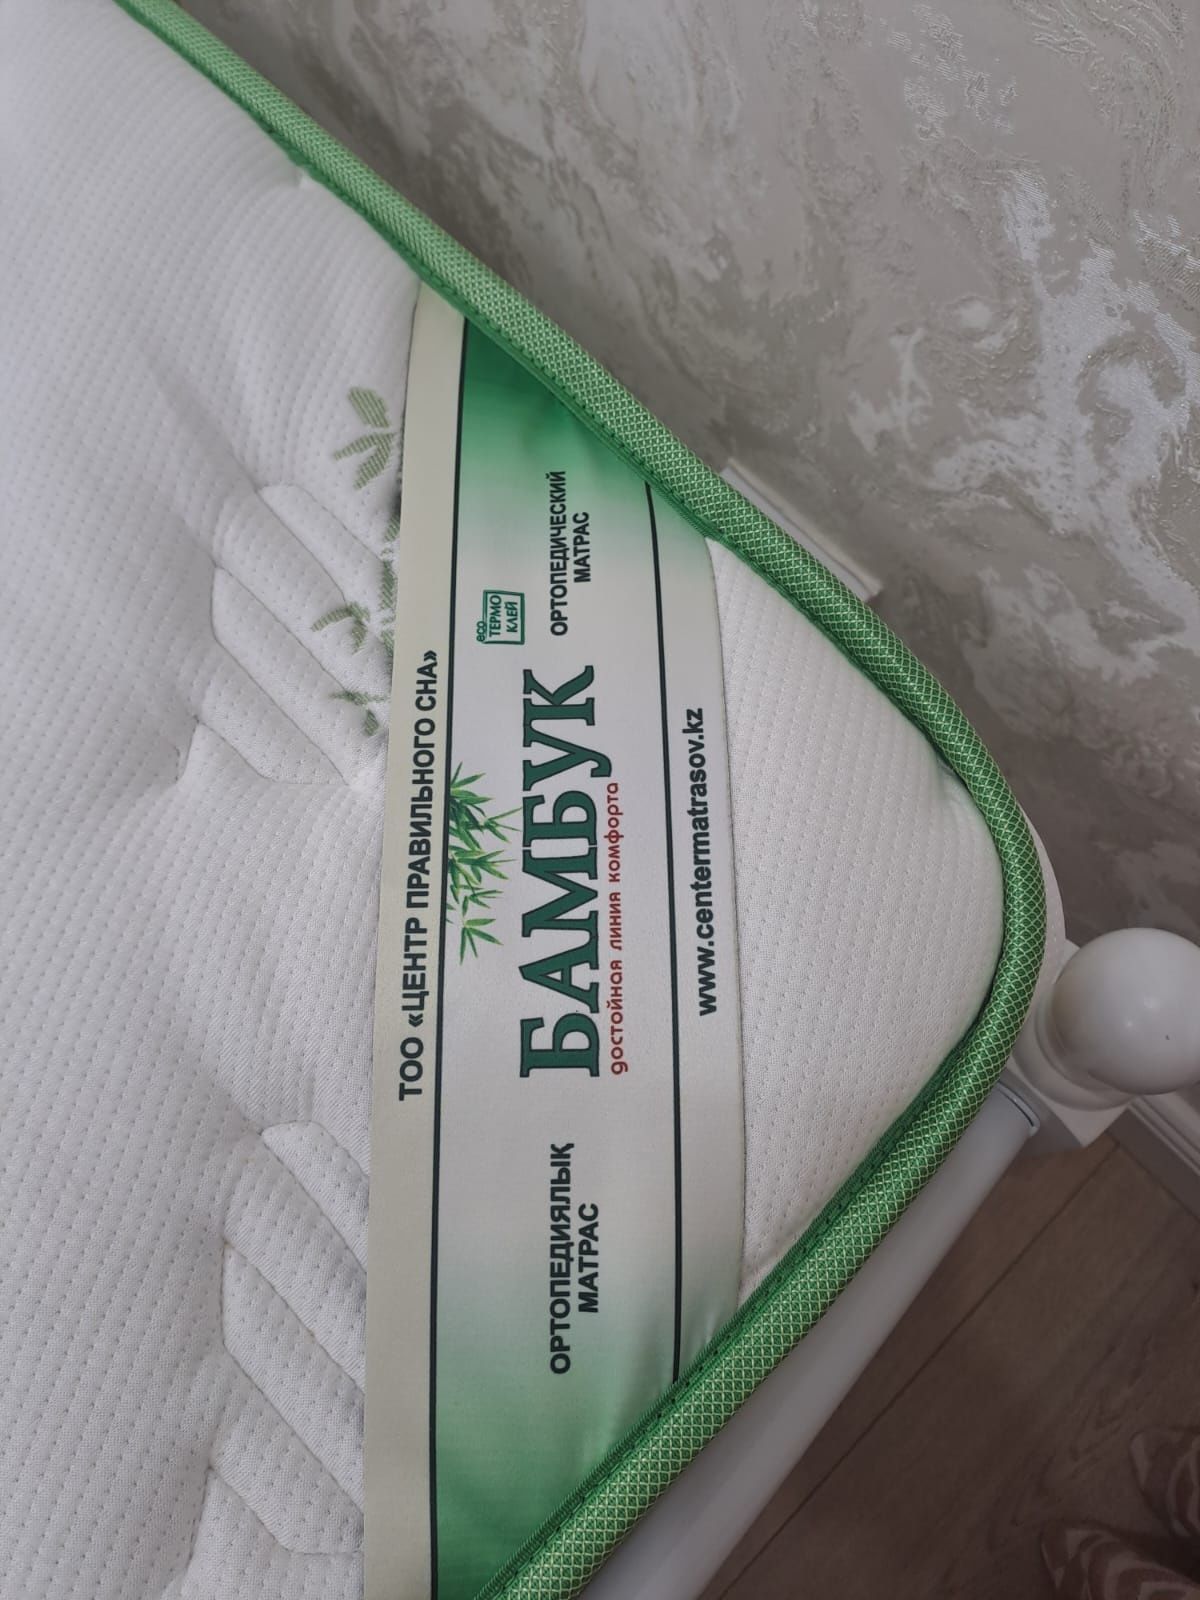 ТОО «ЦЕНТР ПРАВИЛЬНОГО СНА»
ОРТОПЕДИЯЛЫҚ
МАТРАС
БАМБУК
достойная линия комфорта
eco
ТЕРМО
КЛЕЙ
ОРТОПЕДИЧЕСКИЙ
МАТРАС
www.centermatrasov.kz